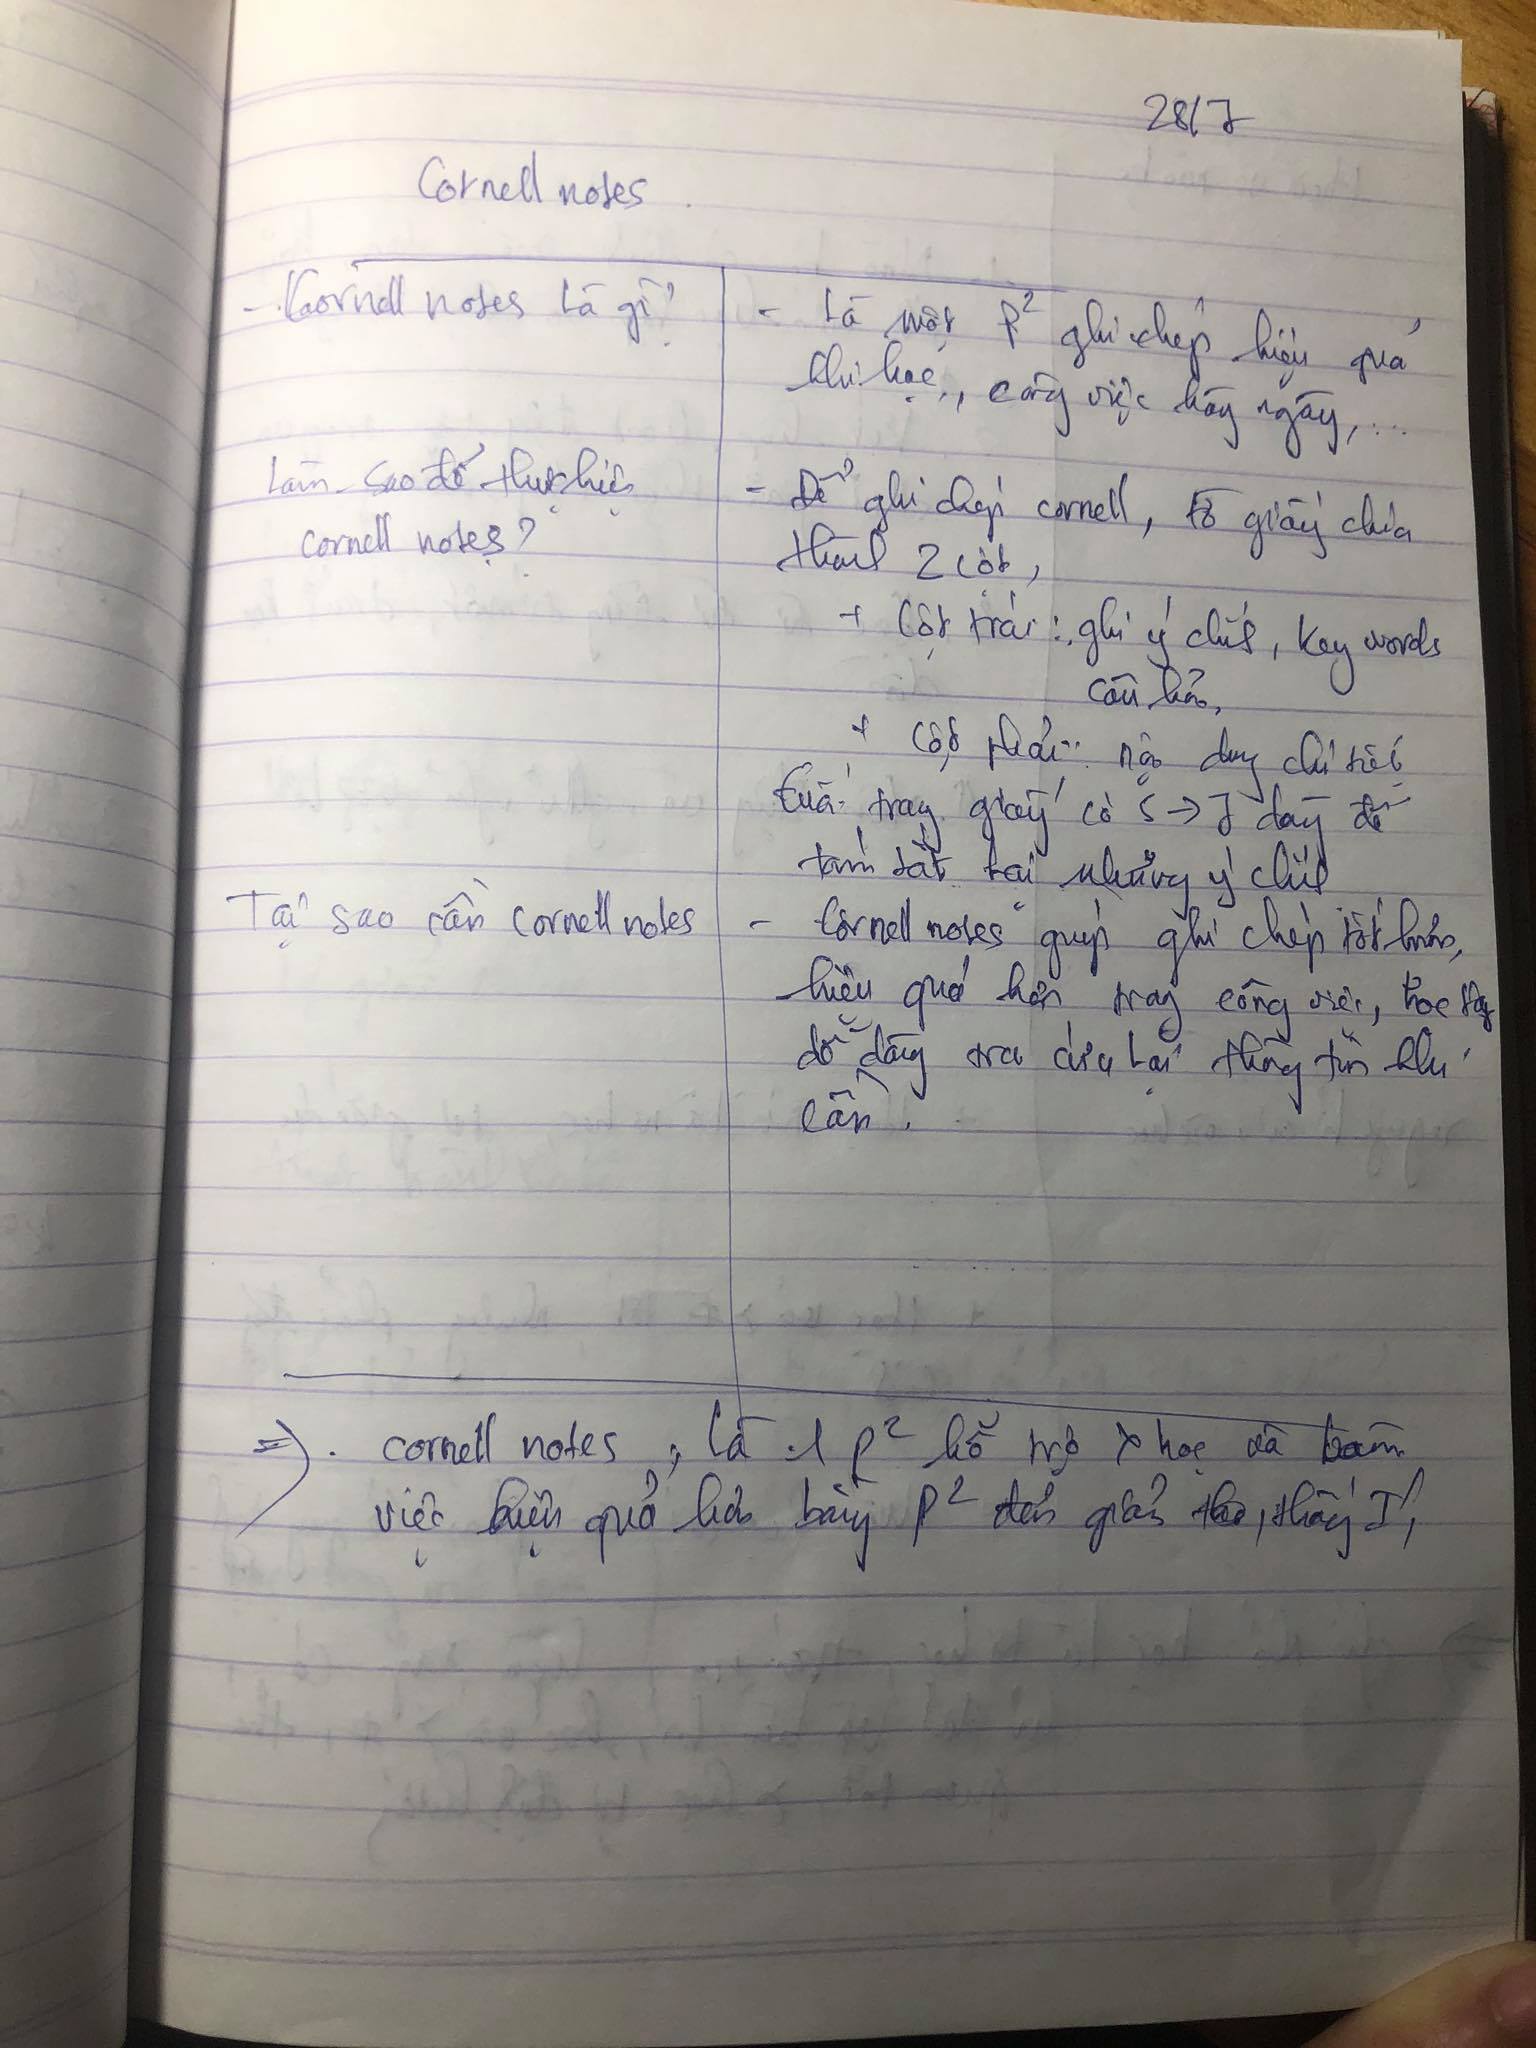 28/7
Cornell notes
- Cornell notes là gì?
- Là một P² ghi chép hiệu quả
khi học, công việc hàng ngày,...
Làm sao để thực hiện
cornell notes?
- Để ghi chép cornell, tờ giấy chia
thành 2 cột,
+ Cột trái: ghi ý chính, key words
câu hỏi,
+ Cột phải: nội dung chi tiết
Cuối trang giấy có 5 → 7 dòng để
tóm tắt lại những ý chính
Tại sao cần cornell notes
- Cornell notes giúp ghi chép tốt hơn,
hiệu quả hơn trong công việc, học tập
dễ dàng tra cứu lại thông tin khi
cần.
=> cornell notes, là 1 P² hỗ trợ học và làm
việc hiệu quả hơn bằng P² đơn giản